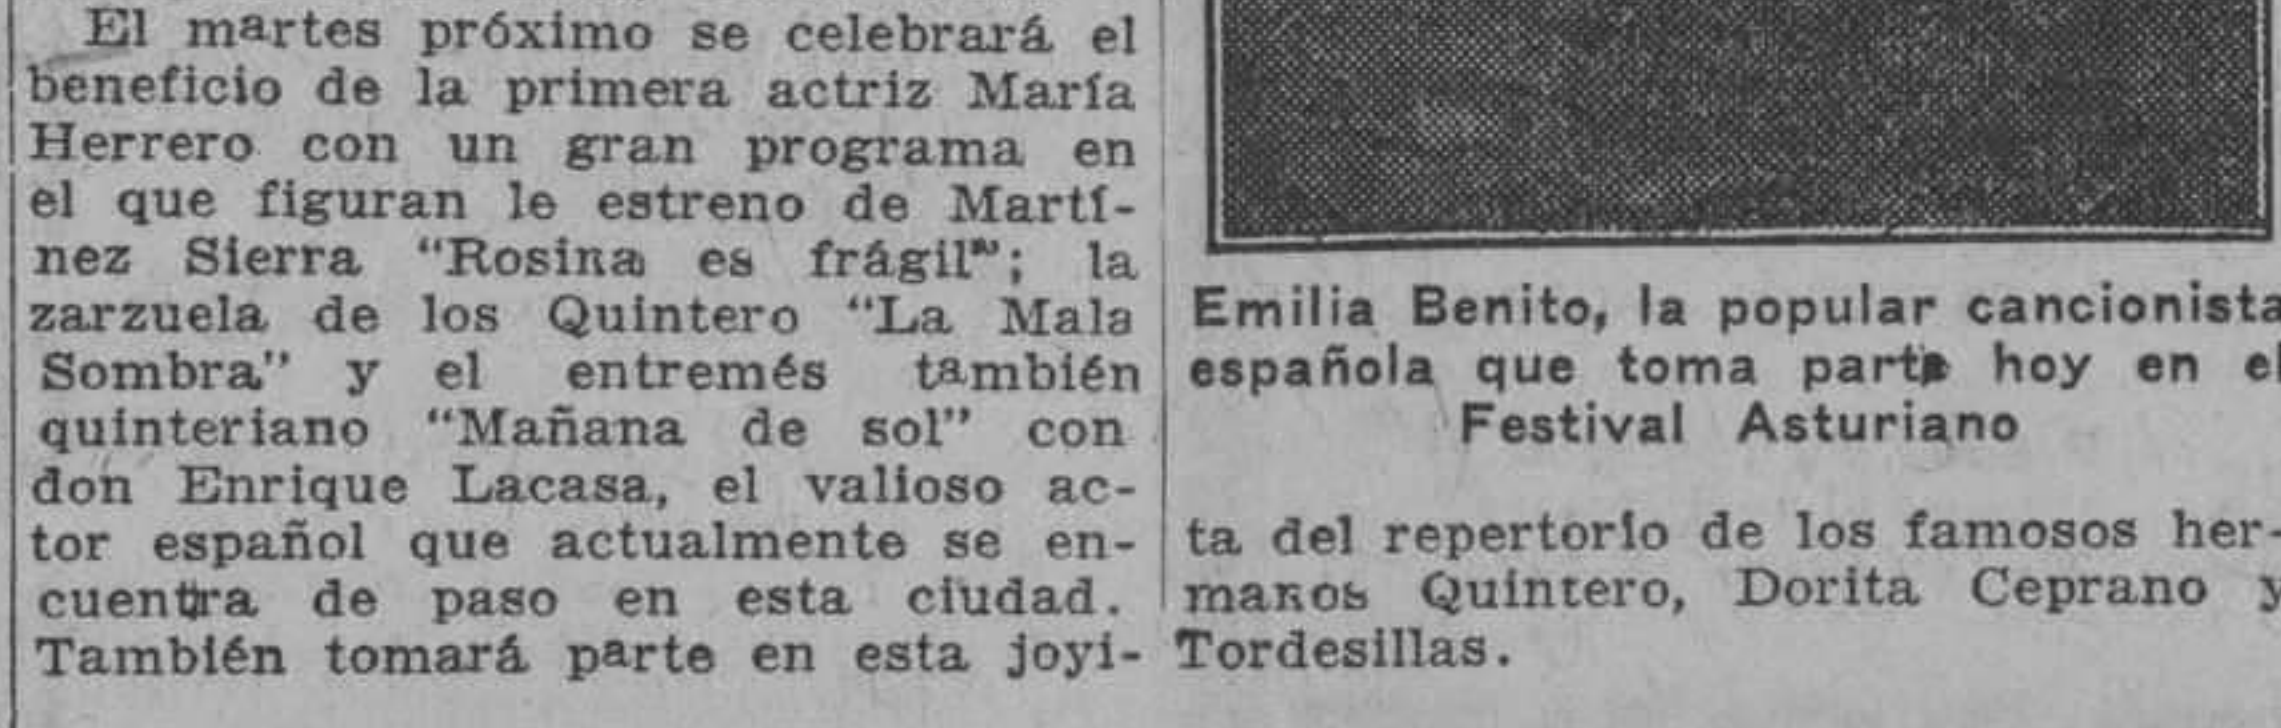 El martes próximo se celebrará el
beneficio de la primera actriz María
Herrero con un gran programa en
el que figuran le estreno de Martí-
nez Sierra "Rosina es frágil"; la
zarzuela de los Quintero "La Mala
Sombra" y el entremés también
quinteriano "Mañana de sol" con
don Enrique Lacasa, el valioso ac-
tor español que actualmente se en-
cuentra de paso en esta ciudad.
También tomará parte en esta joyi-
Emilia Benito, la popular cancionista
española que toma parte hoy en el
Festival Asturiano
ta del repertorio de los famosos her-
manos Quintero, Dorita Ceprano y
Tordesillas.